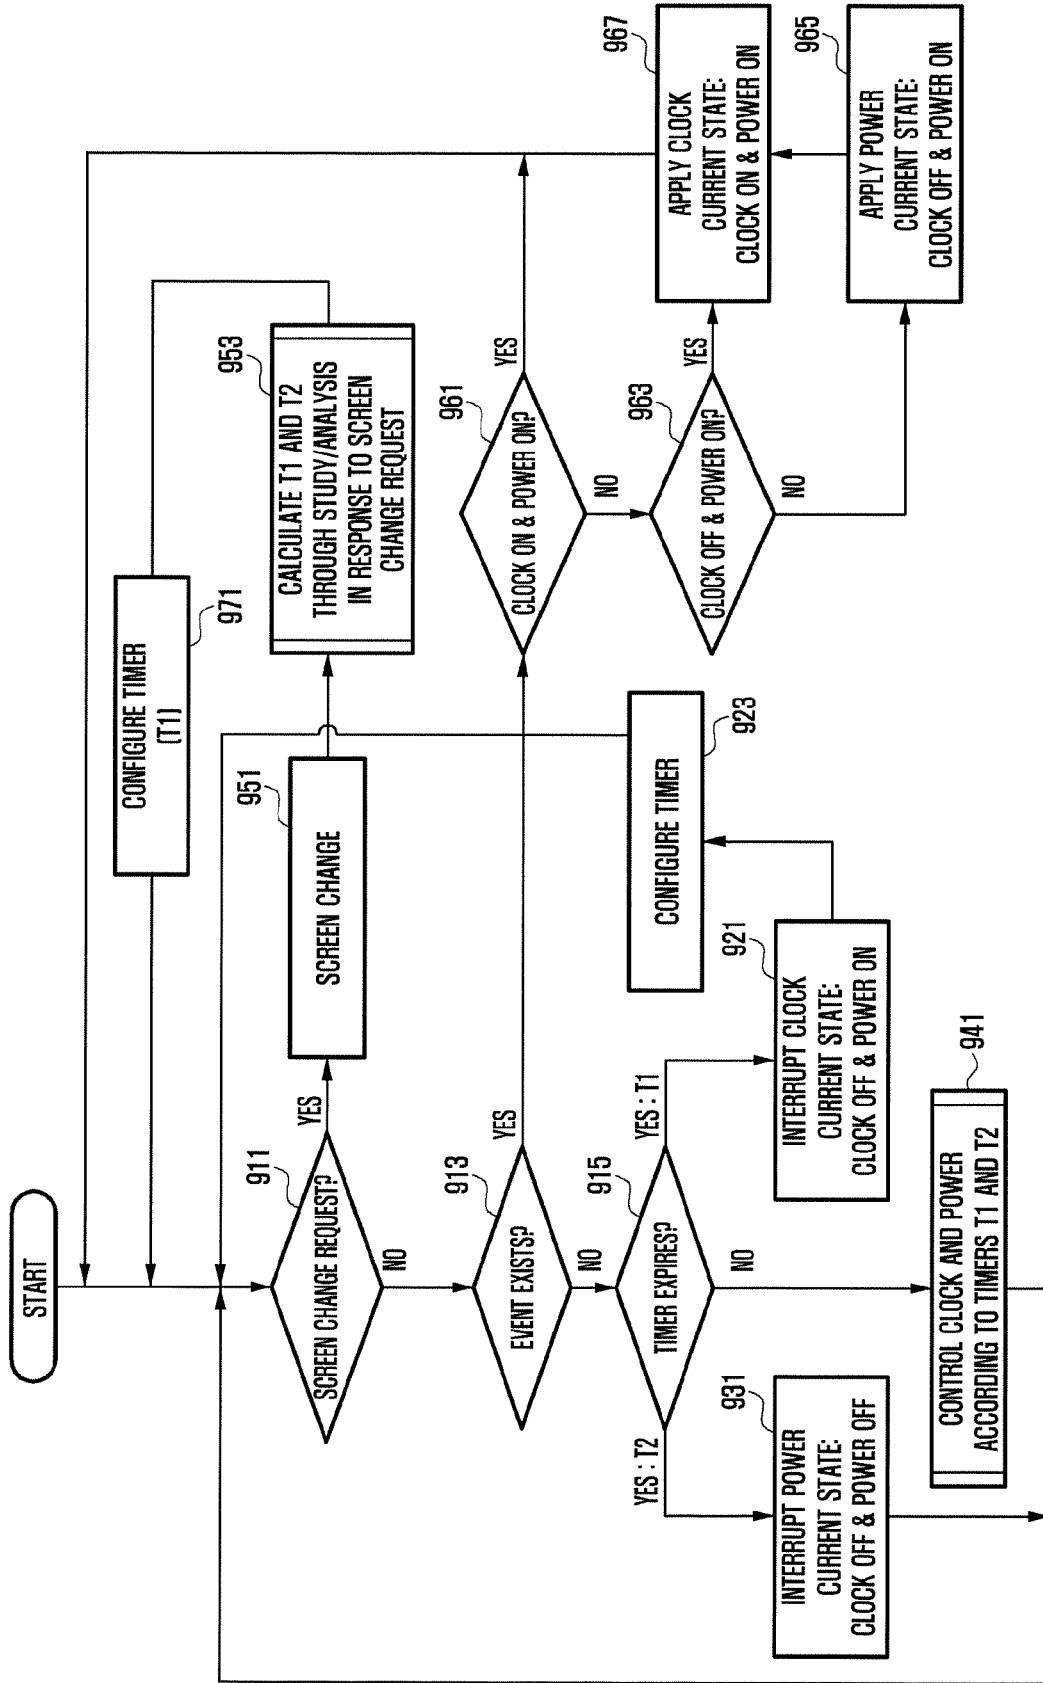 START
CONFIGURE TIMER
(T1)
971
SCREEN CHANGE REQUEST?
911
YES
NO
SCREEN CHANGE
951
CALCULATE T1 AND T2
THROUGH STUDY/ANALYSIS
IN RESPONSE TO SCREEN
CHANGE REQUEST
953
EVENT EXISTS?
913
YES
NO
CLOCK ON & POWER ON?
961
YES
NO
CLOCK OFF & POWER ON?
963
YES
NO
APPLY CLOCK
CURRENT STATE:
CLOCK ON & POWER ON
967
APPLY POWER
CURRENT STATE:
CLOCK OFF & POWER ON
965
TIMER EXPIRES?
915
YES : T2
YES : T1
NO
CONFIGURE TIMER
923
INTERRUPT CLOCK
CURRENT STATE:
CLOCK OFF & POWER ON
921
INTERRUPT POWER
CURRENT STATE:
CLOCK OFF & POWER OFF
931
CONTROL CLOCK AND POWER
ACCORDING TO TIMERS T1 AND T2
941